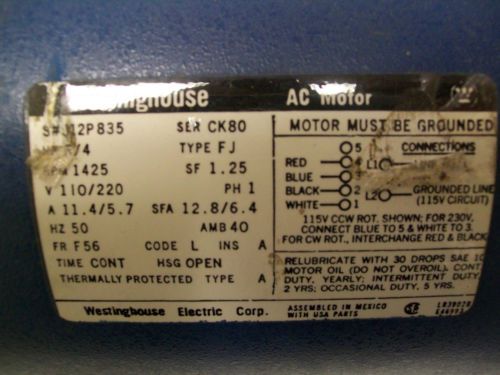 Westinghouse AC Motor
S# J12P835 SER CK80
/4 TYPE FJ
1425 SF 1.25
V 110/220 PH 1
A 11.4/5.7 SFA 12.8/6.4
HZ 50 AMB 40
FR F56 CODE L INS A
TIME CONT HSG OPEN
THERMALLY PROTECTED TYPE A
MOTOR MUST BE GROUNDED
5 CONNECTIONS
RED 4 L1
BLUE 3
BLACK 2 L2 GROUNDED LINE
WHITE 1 (115V CIRCUIT)
115V CCW ROT. SHOWN; FOR 230V,
CONNECT BLUE TO 5 & WHITE TO 3.
FOR CW ROT., INTERCHANGE RED & BLACK
RELUBRICATE WITH 30 DROPS SAE 10
MOTOR OIL (DO NOT OVEROIL). CONT
DUTY, YEARLY; INTERMITTENT DUTY,
2 YRS; OCCASIONAL DUTY, 5 YRS.
Westinghouse Electric Corp.
ASSEMBLED IN MEXICO
WITH USA PARTS